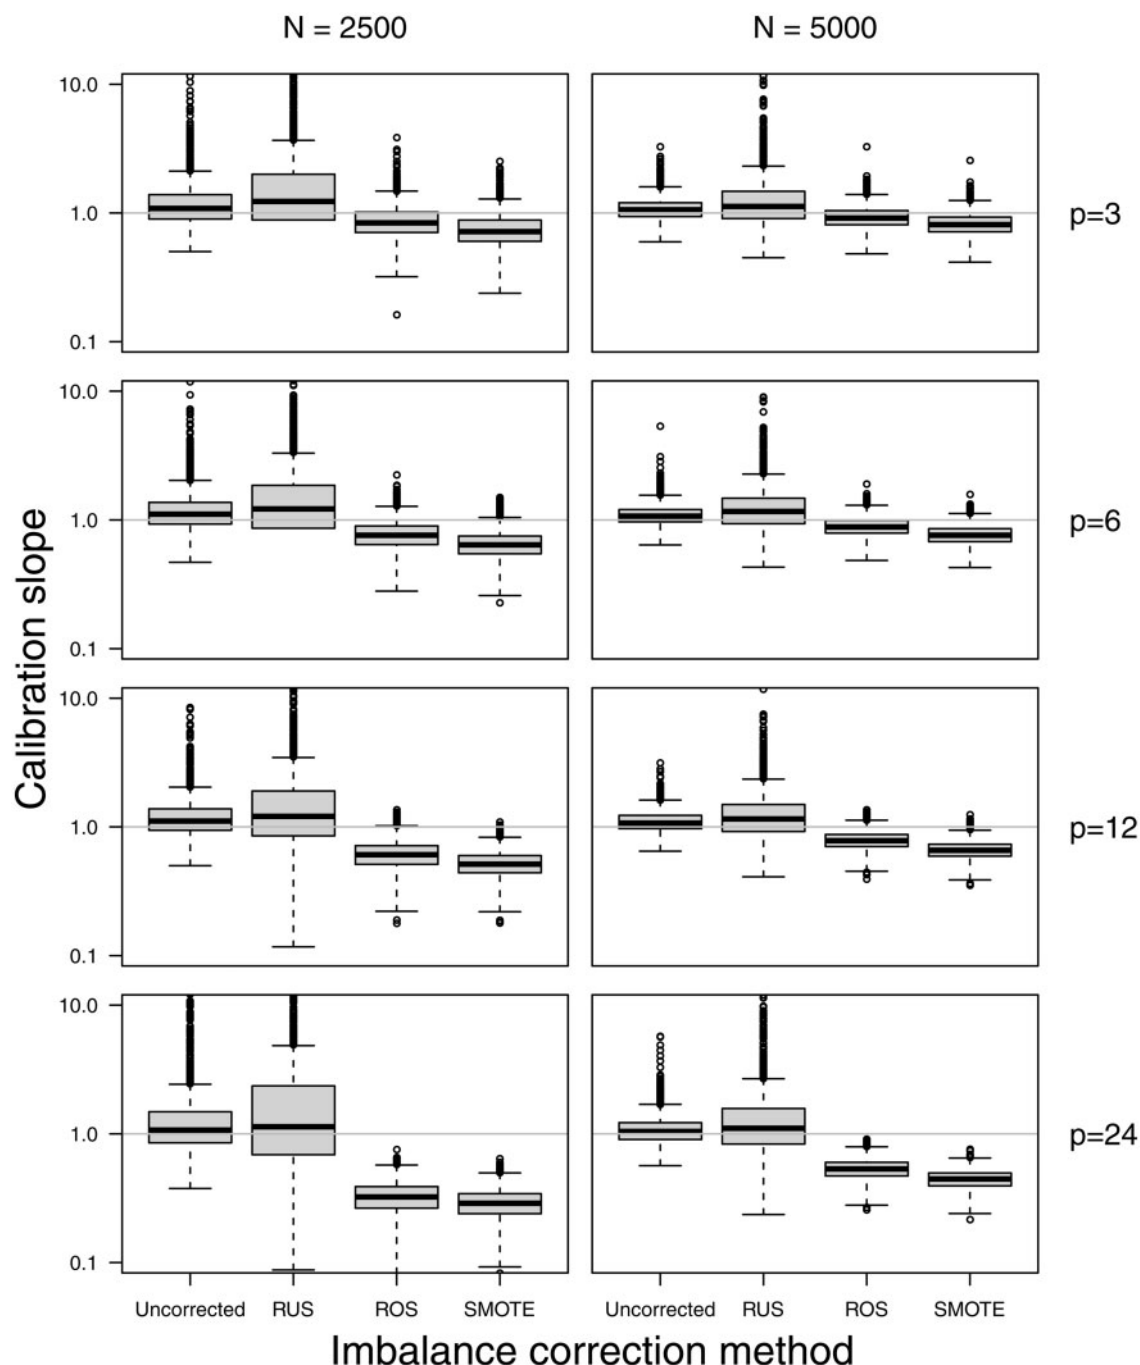 N = 2500 N = 5000
10.0
1.0
0.1
p=3
10.0
1.0
0.1
p=6
Calibration slope
10.0
1.0
0.1
p=12
10.0
1.0
0.1
p=24
Uncorrected RUS ROS SMOTE Uncorrected RUS ROS SMOTE
Imbalance correction method